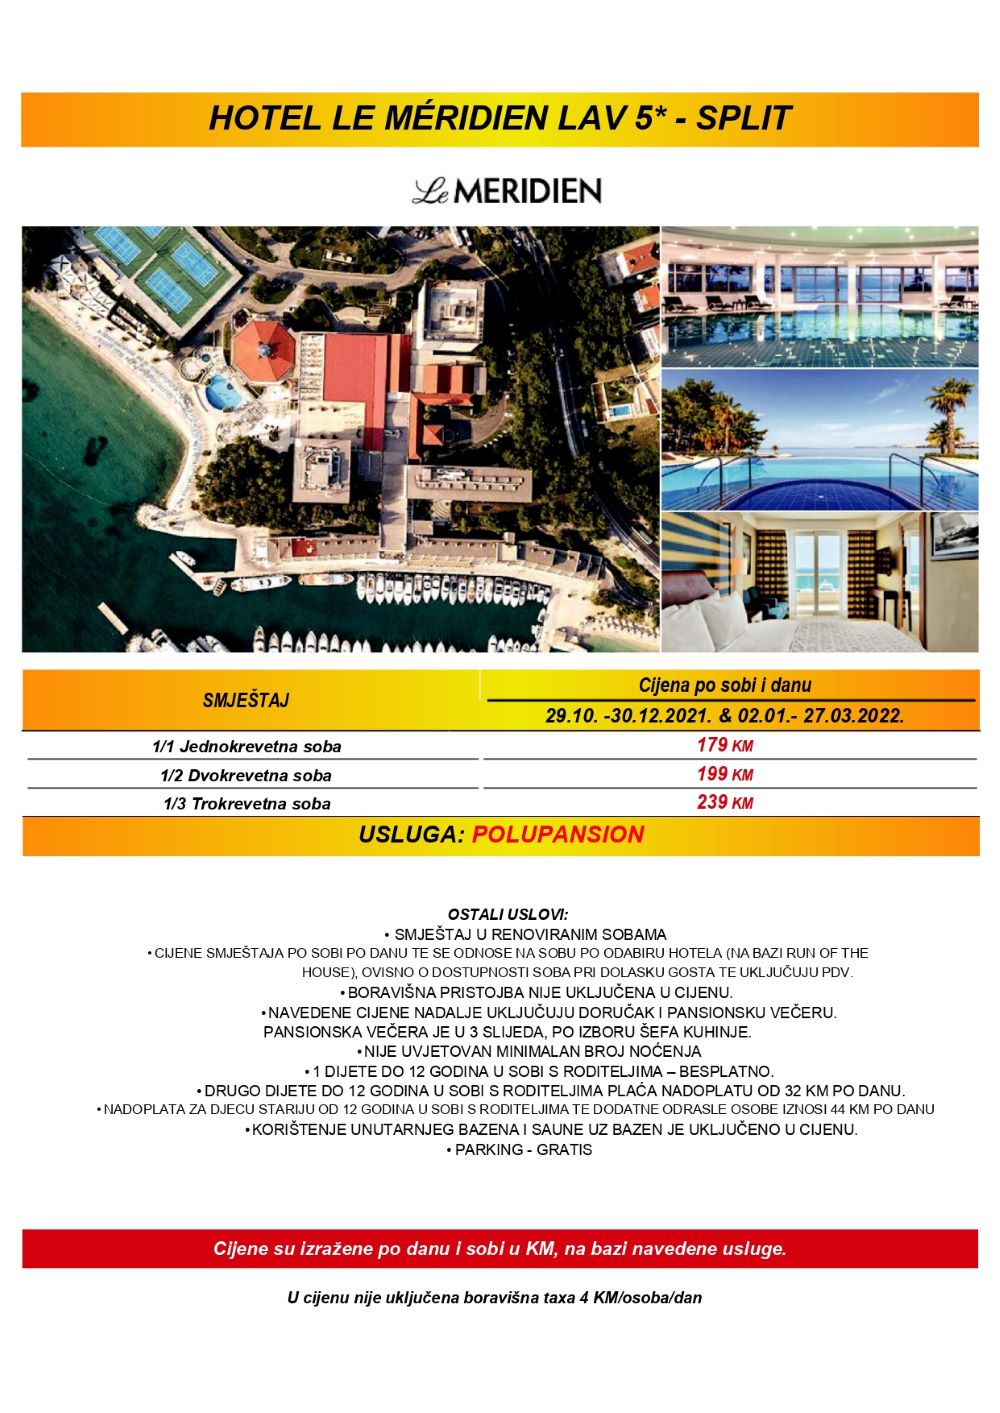 HOTEL LE MÉRIDIEN LAV 5* - SPLIT
Le MERIDIEN
SMJEŠTAJ
Cijena po sobi i danu
29.10. -30.12.2021. & 02.01.- 27.03.2022.
1/1 Jednokrevetna soba 179 KM
1/2 Dvokrevetna soba 199 KM
1/3 Trokrevetna soba 239 KM
USLUGA: POLUPANSION
OSTALI USLOVI:
• SMJEŠTAJ U RENOVIRANIM SOBAMA
• CIJENE SMJEŠTAJA PO SOBI PO DANU TE SE ODNOSE NA SOBU PO ODABIRU HOTELA (NA BAZI RUN OF THE
HOUSE), OVISNO O DOSTUPNOSTI SOBA PRI DOLASKU GOSTA TE UKLJUČUJU PDV.
• BORAVIŠNA PRISTOJBA NIJE UKLJUČENA U CIJENU.
• NAVEDENE CIJENE NADALJE UKLJUČUJU DORUČAK I PANSIONSKU VEČERU.
PANSIONSKA VEČERA JE U 3 SLIJEDA, PO IZBORU ŠEFA KUHINJE.
• NIJE UVJETOVAN MINIMALAN BROJ NOĆENJA
• 1 DIJETE DO 12 GODINA U SOBI S RODITELJIMA – BESPLATNO.
• DRUGO DIJETE DO 12 GODINA U SOBI S RODITELJIMA PLAĆA NADOPLATU OD 32 KM PO DANU.
• NADOPLATA ZA DJECU STARIJU OD 12 GODINA U SOBI S RODITELJIMA TE DODATNE ODRASLE OSOBE IZNOSI 44 KM PO DANU
• KORIŠTENJE UNUTARNJEG BAZENA I SAUNE UZ BAZEN JE UKLJUČENO U CIJENU.
• PARKING - GRATIS
Cijene su izražene po danu i sobi u KM, na bazi navedene usluge.
U cijenu nije uključena boravišna taxa 4 KM/osoba/dan